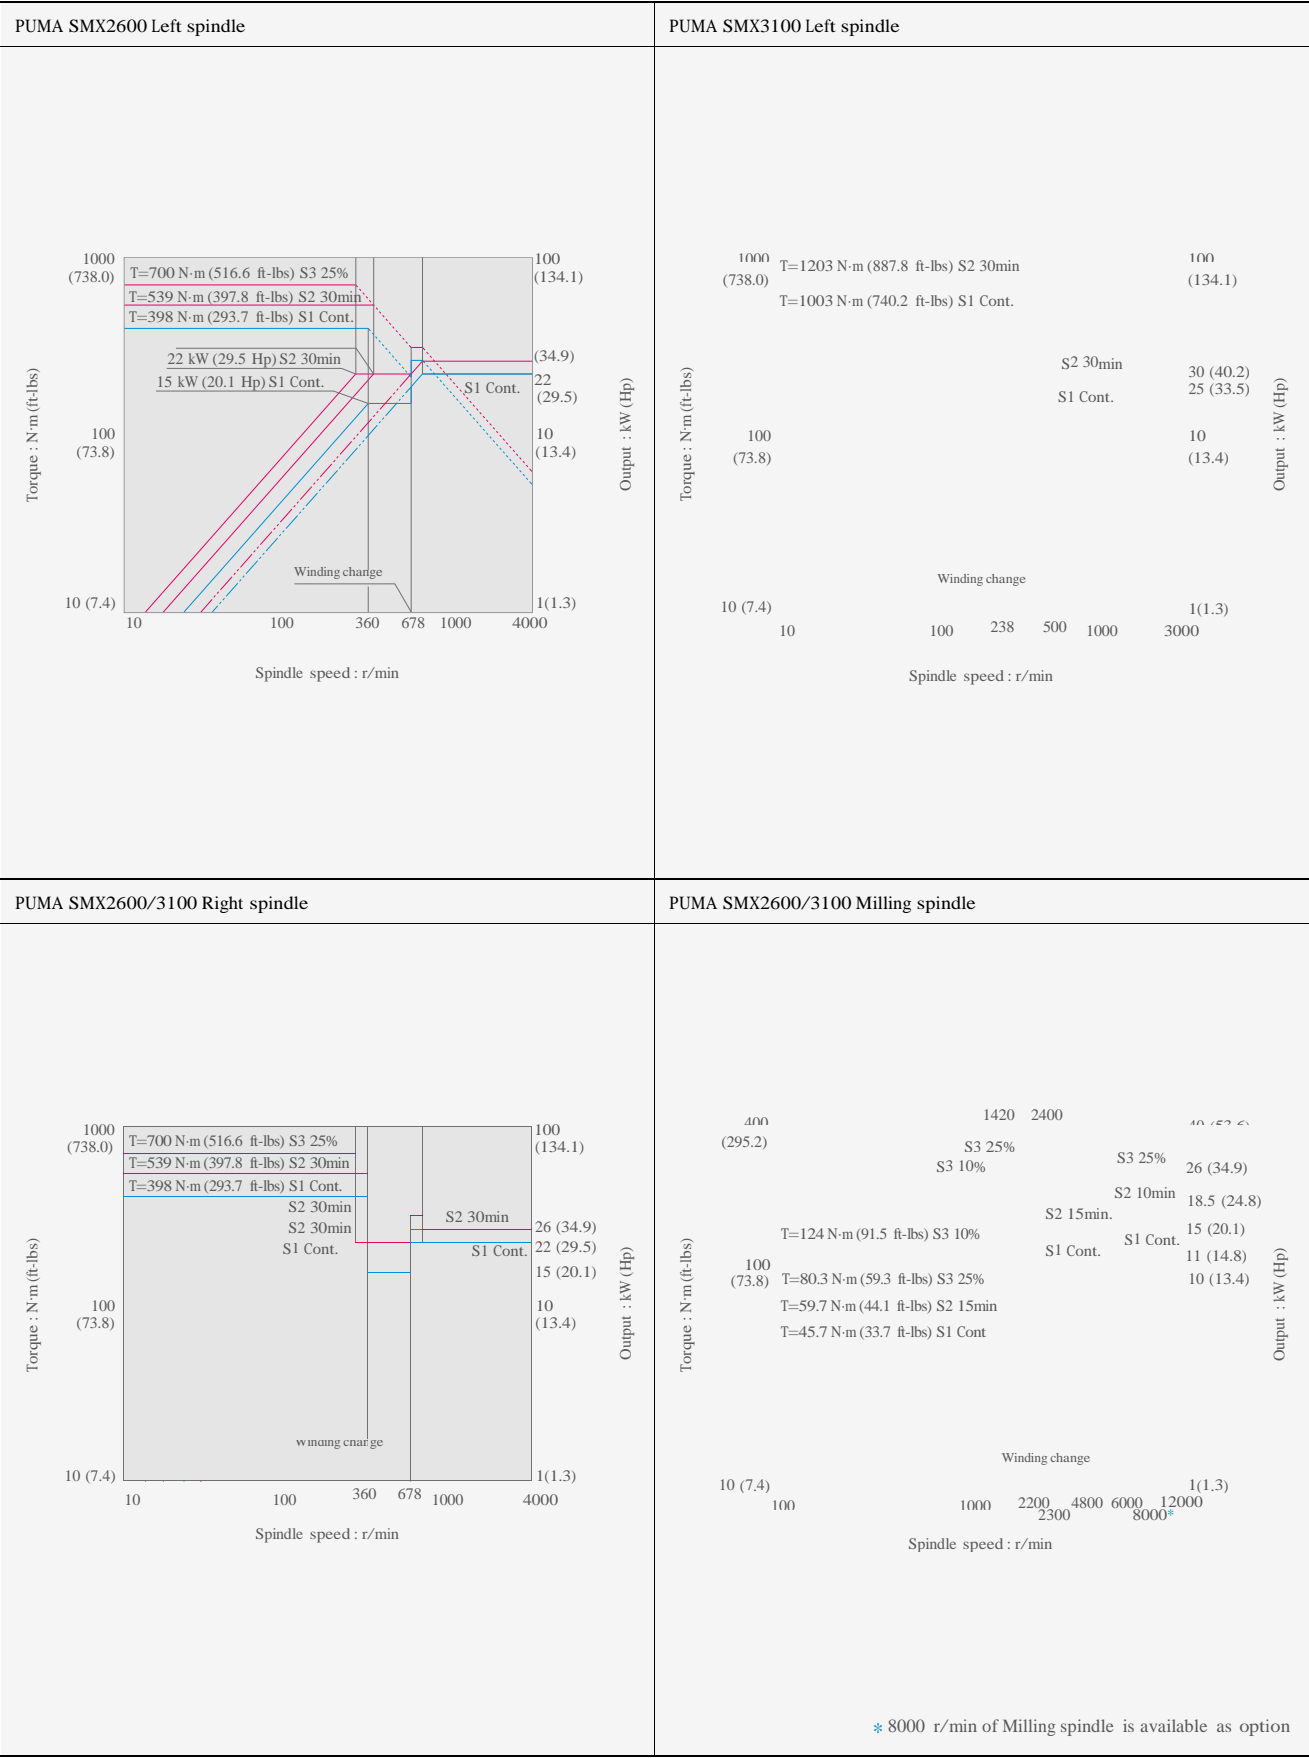 PUMA SMX2600 Left spindle
1000
(738.0)
T=700 N·m (516.6 ft-lbs) S3 25%
T=539 N·m (397.8 ft-lbs) S2 30min
T=398 N·m (293.7 ft-lbs) S1 Cont.
22 kW (29.5 Hp) S2 30min
15 kW (20.1 Hp) S1 Cont.
S1 Cont.
100
(134.1)
(34.9)
22
(29.5)
10
(13.4)
1(1.3)
100
(73.8)
10 (7.4)
Torque : N·m (ft-lbs)
Output : kW (Hp)
Winding change
10 100 360 678 1000 4000
Spindle speed : r/min
PUMA SMX3100 Left spindle
1000
(738.0)
T=1203 N·m (887.8 ft-lbs) S2 30min
T=1003 N·m (740.2 ft-lbs) S1 Cont.
100
(134.1)
S2 30min
S1 Cont.
30 (40.2)
25 (33.5)
100
(73.8)
10
(13.4)
Torque : N·m (ft-lbs)
Output : kW (Hp)
Winding change
10 (7.4)
1(1.3)
10 100 238 500 1000 3000
Spindle speed : r/min
PUMA SMX2600/3100 Right spindle
1000
(738.0)
T=700 N·m (516.6 ft-lbs) S3 25%
T=539 N·m (397.8 ft-lbs) S2 30min
T=398 N·m (293.7 ft-lbs) S1 Cont.
S2 30min
S2 30min
S1 Cont.
S2 30min
S1 Cont.
100
(134.1)
26 (34.9)
22 (29.5)
15 (20.1)
10
(13.4)
100
(73.8)
Torque : N·m (ft-lbs)
Output : kW (Hp)
Winding change
10 (7.4)
1(1.3)
10 100 360 678 1000 4000
Spindle speed : r/min
PUMA SMX2600/3100 Milling spindle
400
(295.2)
1420 2400
40 (53.6)
S3 25%
S3 10%
S3 25%
26 (34.9)
S2 10min
18.5 (24.8)
S2 15min.
15 (20.1)
S1 Cont.
S1 Cont.
11 (14.8)
10 (13.4)
T=124 N·m (91.5 ft-lbs) S3 10%
100
(73.8)
T=80.3 N·m (59.3 ft-lbs) S3 25%
T=59.7 N·m (44.1 ft-lbs) S2 15min
T=45.7 N·m (33.7 ft-lbs) S1 Cont
Torque : N·m (ft-lbs)
Output : kW (Hp)
Winding change
10 (7.4)
1(1.3)
100 1000 2200 4800 6000 12000
2300 8000*
Spindle speed : r/min
* 8000 r/min of Milling spindle is available as option